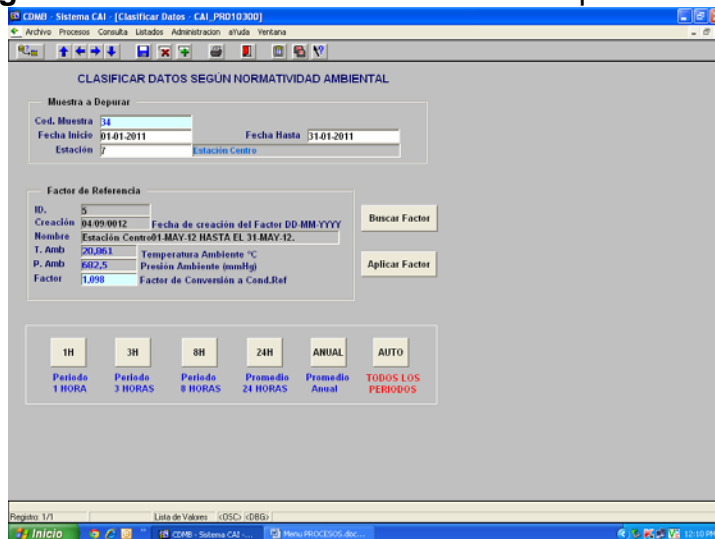 CDMB - Sistema CAI - [Clasificar Datos - CAI_PRO10300]
Archivo Procesos Consulta Listados Administracion aYuda Ventana
CLASIFICAR DATOS SEGÚN NORMATIVIDAD AMBIENTAL
Muestra a Depurar
Cod. Muestra 34
Fecha Inicio 01-01-2011 Fecha Hasta 31-01-2011
Estación 7 Estación Centro
Factor de Referencia
ID. 5
Creación 04/09/0012 Fecha de creación del Factor DD-MM-YYYY
Nombre Estación Centro01-MAY-12 HASTA EL 31-MAY-12.
T. Amb 20,861 Temperatura Ambiente °C
P. Amb 682,5 Presión Ambiente (mmHg)
Factor 1,098 Factor de Conversión a Cond.Ref
Buscar Factor
Aplicar Factor
1H 3H 8H 24H ANUAL AUTO
Periodo Periodo Periodo Promedio Promedio TODOS LOS
1 HORA 3 HORAS 8 HORAS 24 HORAS Anual PERIODOS
Registro: 1/1 Lista de Valores <OSC> <DBG>
Inicio CDMB - Sistema CAI -... Menu PROCESOS.doc... 12:10 PM